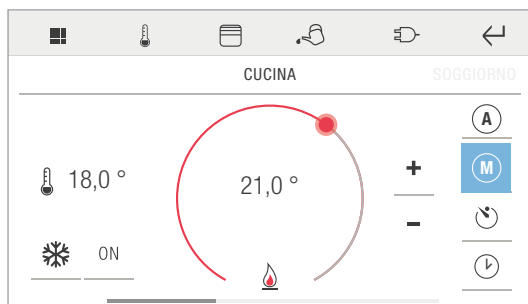 CUCINA SOGGIORNO
A
18,0 ° 21,0 ° + M
-
ON